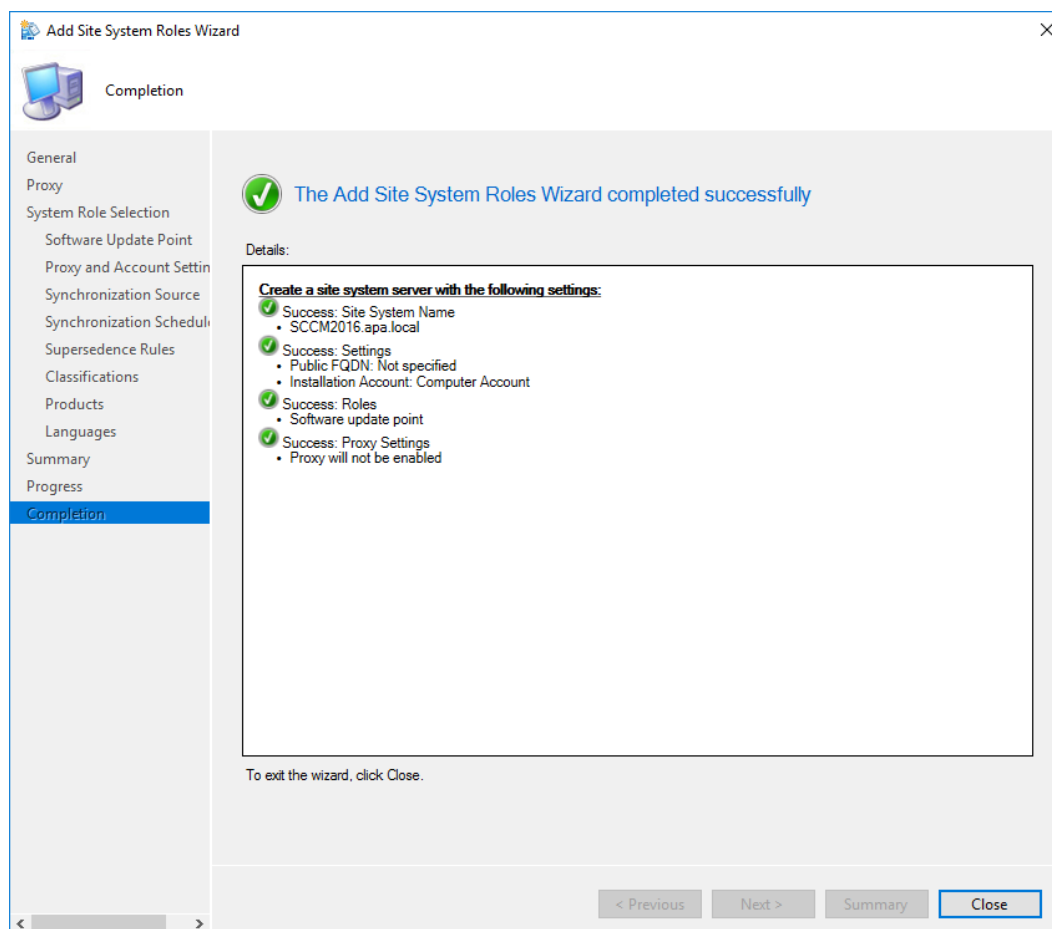 Add Site System Roles Wizard
Completion
General
Proxy
System Role Selection
Software Update Point
Proxy and Account Settin
Synchronization Source
Synchronization Schedul
Supersedence Rules
Classifications
Products
Languages
Summary
Progress
Completion
The Add Site System Roles Wizard completed successfully
Details:
Create a site system server with the following settings:
Success: Site System Name
• SCCM2016.apa.local
Success: Settings
• Public FQDN: Not specified
• Installation Account: Computer Account
Success: Roles
• Software update point
Success: Proxy Settings
• Proxy will not be enabled
To exit the wizard, click Close.
< Previous
Next >
Summary
Close